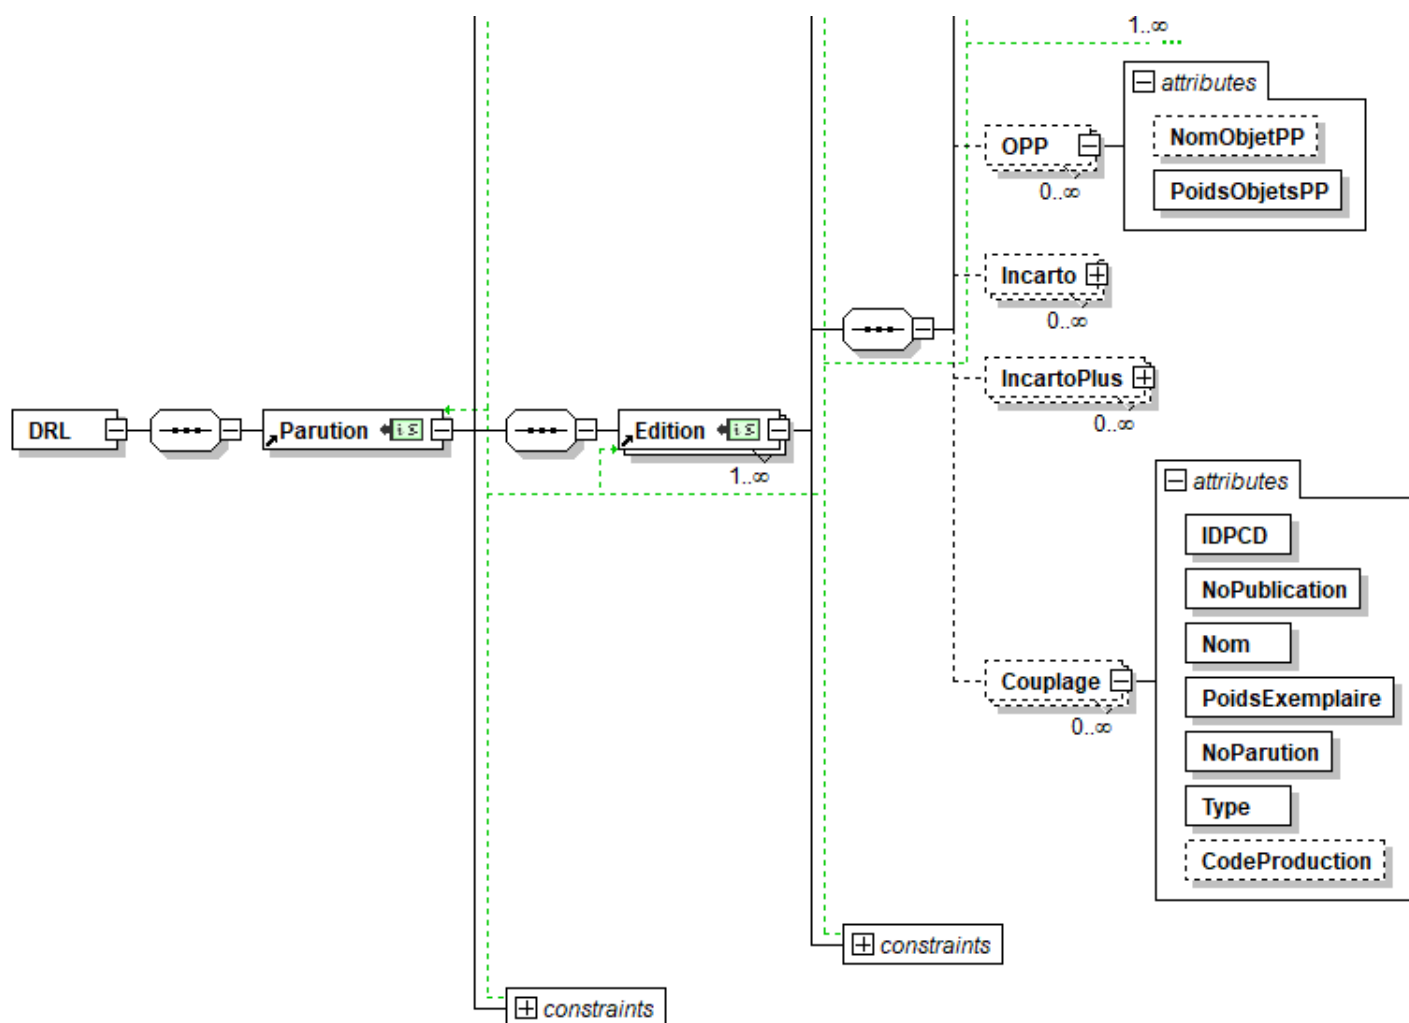 1..∞
attributes
NomObjetPP
OPP
PoidsObjetsPP
0..∞
Incarto
0..∞
IncartoPlus
0..∞
DRL
Parution
i s
Edition
i s
1..∞
attributes
IDPCD
NoPublication
Nom
Couplage
PoidsExemplaire
0..∞
NoParution
Type
CodeProduction
constraints
constraints